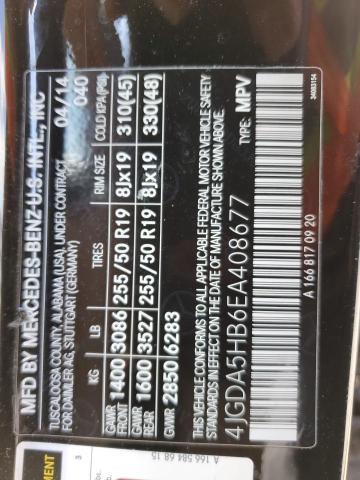 MFD BY MERCEDES-BENZ U.S. INTL., INC
TUSCALOOSA COUNTY, ALABAMA (USA) UNDER CONTRACT 04/14
FOR DAIMLER AG, STUTTGART (GERMANY) 040
KG LB TIRES RIM SIZE COLD KPA (PSI)
GAWR FRONT 1400 3086 255/50 R19 8Jx19 310(45)
GAWR REAR 1600 3527 255/50 R19 8Jx19 330(48)
GVWR 2850 6283
THIS VEHICLE CONFORMS TO ALL APPLICABLE FEDERAL MOTOR VEHICLE SAFETY
STANDARDS IN EFFECT ON THE DATE OF MANUFACTURE SHOWN ABOVE.
4JGDA5HB6EA408677 TYPE: MPV
A 166 817 09 20
34083154
A 166 584 68 15
3